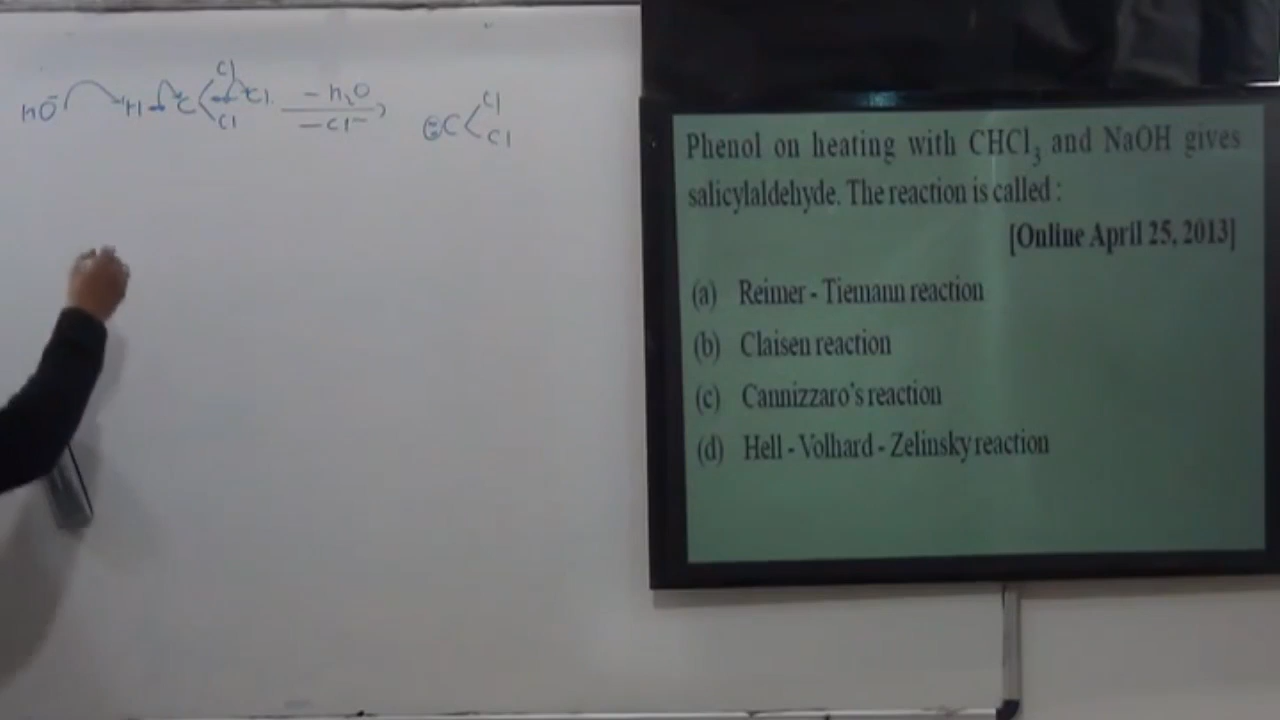 hO⁻ H C Cl Cl Cl - h₂O - Cl⁻ :C Cl Cl
Phenol on heating with CHCl₃ and NaOH gives
salicylaldehyde. The reaction is called :
[Online April 25, 2013]
(a) Reimer - Tiemann reaction
(b) Claisen reaction
(c) Cannizzaro's reaction
(d) Hell - Volhard - Zelinsky reaction